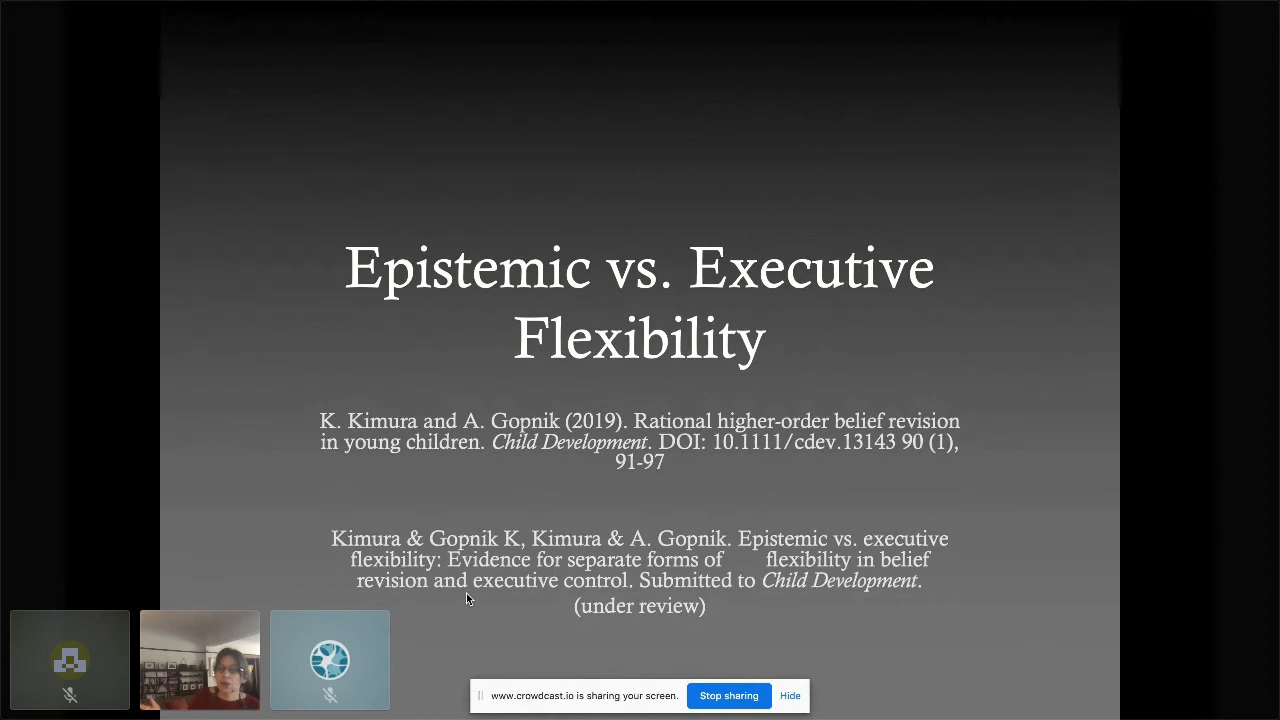 Epistemic vs. Executive
Flexibility
K. Kimura and A. Gopnik (2019). Rational higher-order belief revision
in young children. Child Development. DOI: 10.1111/cdev.13143 90 (1),
91-97
Kimura & Gopnik K, Kimura & A. Gopnik. Epistemic vs. executive
flexibility: Evidence for separate forms of flexibility in belief
revision and executive control. Submitted to Child Development.
(under review)
www.crowdcast.io is sharing your screen. Stop sharing Hide